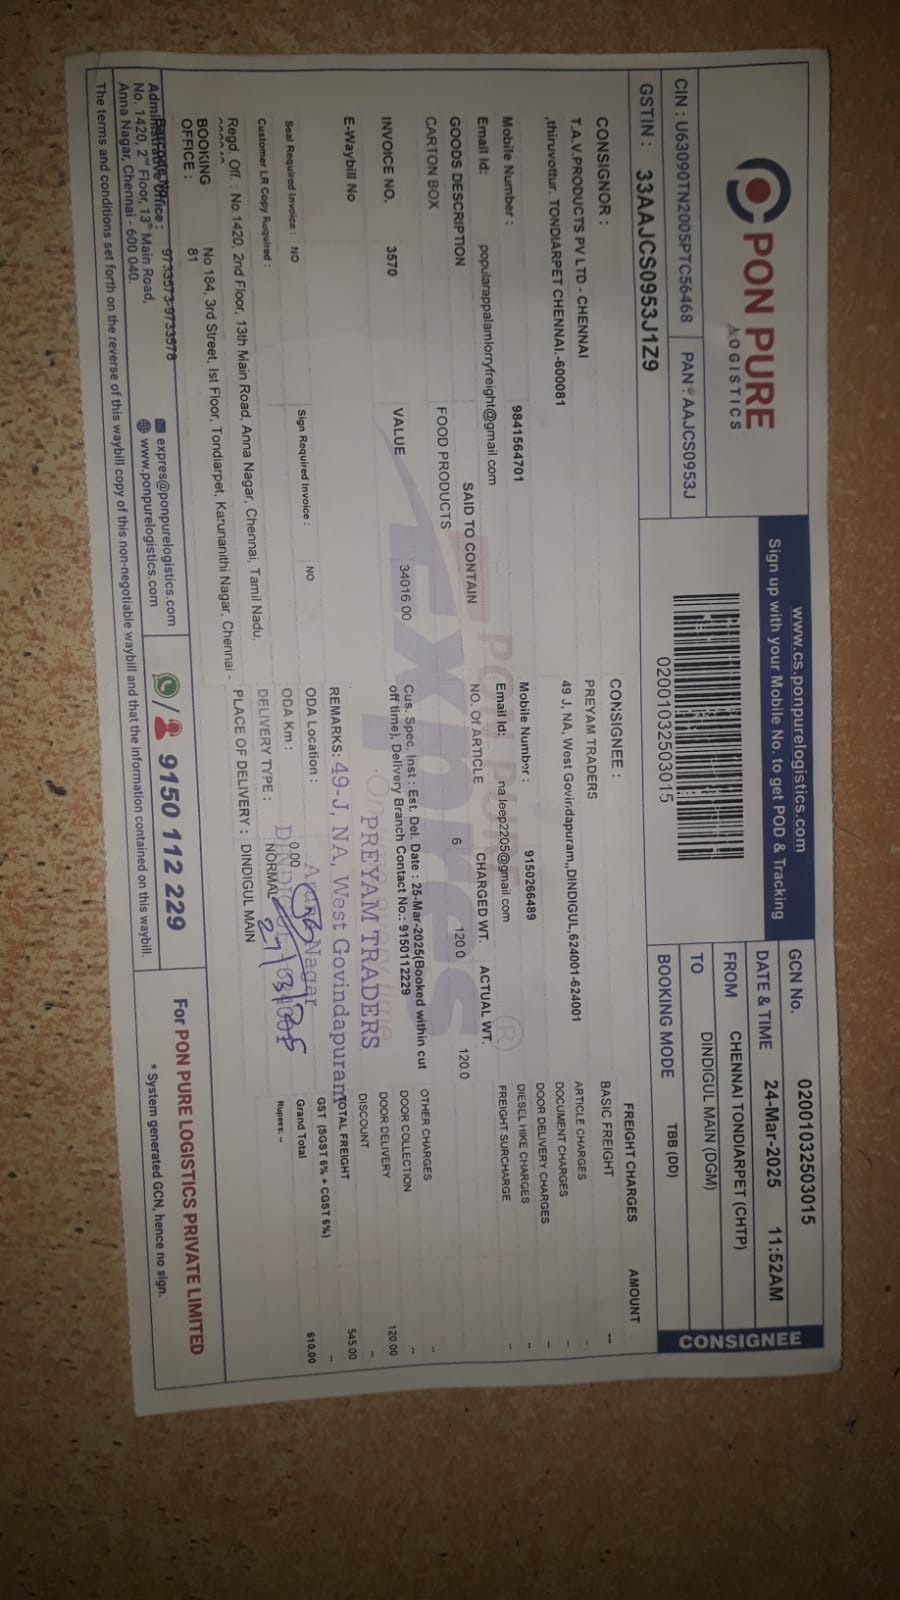 PON PURE
LOGISTICS
CIN : U63090TN2005PTC56468
PAN: AAJCS0953J
GSTIN : 33AAJCS0953J1Z9
www.cs.ponpurelogistics.com
Sign up with your Mobile No. to get POD & Tracking
02001032503015
GCN No. 02001032503015
DATE & TIME 24-Mar-2025 11:52AM
FROM CHENNAI TONDIARPET (CHTP)
TO DINDIGUL MAIN (DGM)
BOOKING MODE TBB (DD)
CONSIGNEE
CONSIGNOR :
T.A.V.PRODUCTS PV LTD - CHENNAI
,thiruvottur. TONDIARPET CHENNAI.-600081
Mobile Number : 9841564701
Email Id: popularappalamlorryfreight@gmail.com
CONSIGNEE :
PREYAM TRADERS
49 J, NA, West Govindapuram,,DINDIGUL,624001-624001
Mobile Number : 9150266489
Email Id: leep2205@gmail.com
GOODS DESCRIPTION SAID TO CONTAIN NO. Of ARTICLE CHARGED WT. ACTUAL WT.
CARTON BOX FOOD PRODUCTS 6 120.0 120.0
INVOICE NO. 3570 VALUE 34016.00
Cus. Spec. Inst : Est. Del. Date : 25-Mar-2025(Booked within cut
off time), Delivery Branch Contact No.: 9150112229
E-Waybill No
REMARKS:
PREYAM TRADERS
49-J, NA, West Govindapuram
Nagar
27/03/25
Seal Required Invoice : NO Sign Required Invoice : NO
ODA Location :
Customer LR Copy Required :
ODA Km : 0.00
DELIVERY TYPE : NORMAL
PLACE OF DELIVERY : DINDIGUL MAIN
FREIGHT CHARGES AMOUNT
BASIC FREIGHT --
ARTICLE CHARGES -
DOCUMENT CHARGES -
DOOR DELIVERY CHARGES -
DIESEL HIKE CHARGES -
FREIGHT SURCHARGE -
OTHER CHARGES -
DOOR COLLECTION -
DOOR DELIVERY 120.00
DISCOUNT -
TOTAL FREIGHT 545.00
GST (SGST 6% + CGST 6%) -
Grand Total 610.00
Rupees: -
Regd. Off. : No.1420, 2nd Floor, 13th Main Road, Anna Nagar, Chennai, Tamil Nadu.
BOOKING OFFICE : No 184, 3rd Street, Ist Floor, Tondiarpet, Karunanithi Nagar, Chennai -
81
9733573-9733578
Administrative Office :
No. 1420, 2nd Floor, 13th Main Road,
Anna Nagar, Chennai - 600 040.
expres@ponpurelogistics.com
www.ponpurelogistics.com
/ 9150 112 229
For PON PURE LOGISTICS PRIVATE LIMITED
* System generated GCN, hence no sign.
The terms and conditions set forth on the reverse of this waybill copy of this non-negotiable waybill and that the information contained on this waybill.